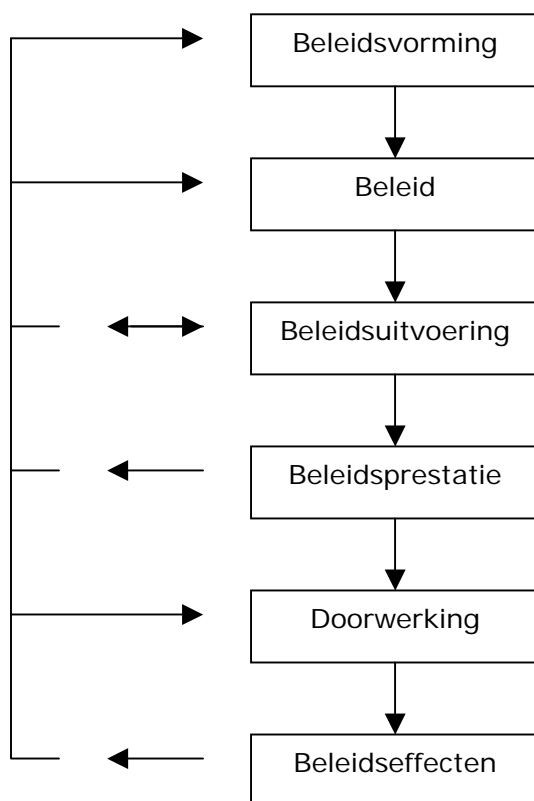 Beleidsvorming
Beleid
Beleidsuitvoering
Beleidsprestatie
Doorwerking
Beleidseffecten